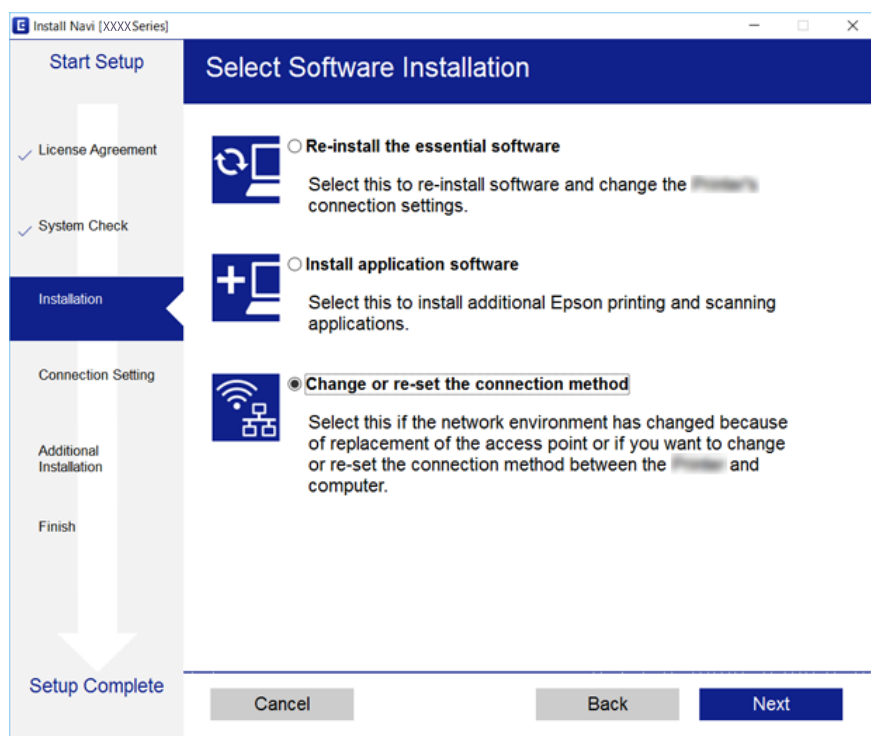 Install Navi [XXXXSeries]
Start Setup
License Agreement
System Check
Installation
Connection Setting
Additional
Installation
Finish
Setup Complete
Select Software Installation
Re-install the essential software
Select this to re-install software and change the
connection settings.
Install application software
Select this to install additional Epson printing and scanning
applications.
Change or re-set the connection method
Select this if the network environment has changed because
of replacement of the access point or if you want to change
or re-set the connection method between the and
computer.
Cancel
Back
Next